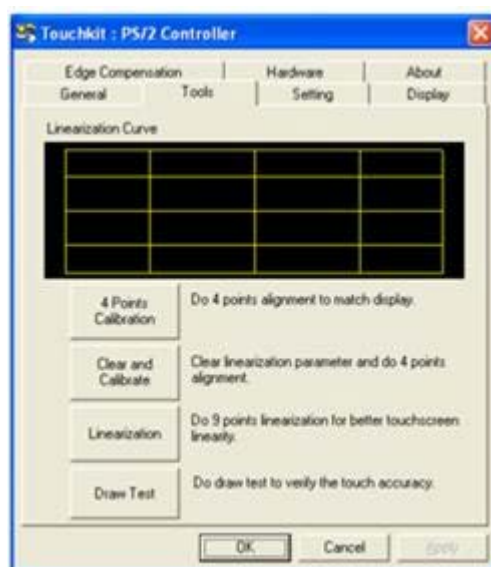 Touchkit : PS/2 Controller
Edge Compensation Hardware About
General Tools Setting Display
Linearization Curve
4 Points
Calibration
Do 4 points alignment to match display.
Clear and
Calibrate
Clear linearization parameter and do 4 points
alignment.
Linearization
Do 9 points linearization for better touchscreen
linearity.
Draw Test
Do draw test to verify the touch accuracy.
OK Cancel Apply